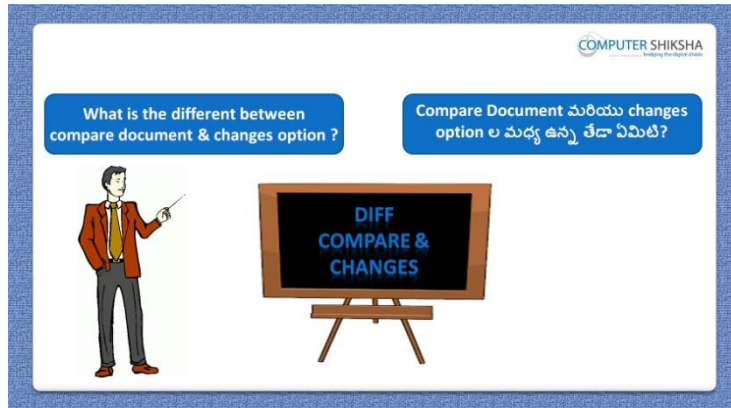 COMPUTER SHIKSHA
bridging the digital divide
What is the different between
compare document & changes option ?
Compare Document మరియు changes
option ల మధ్య ఉన్న తేడా ఏమిటి?
DIFF
COMPARE &
CHANGES